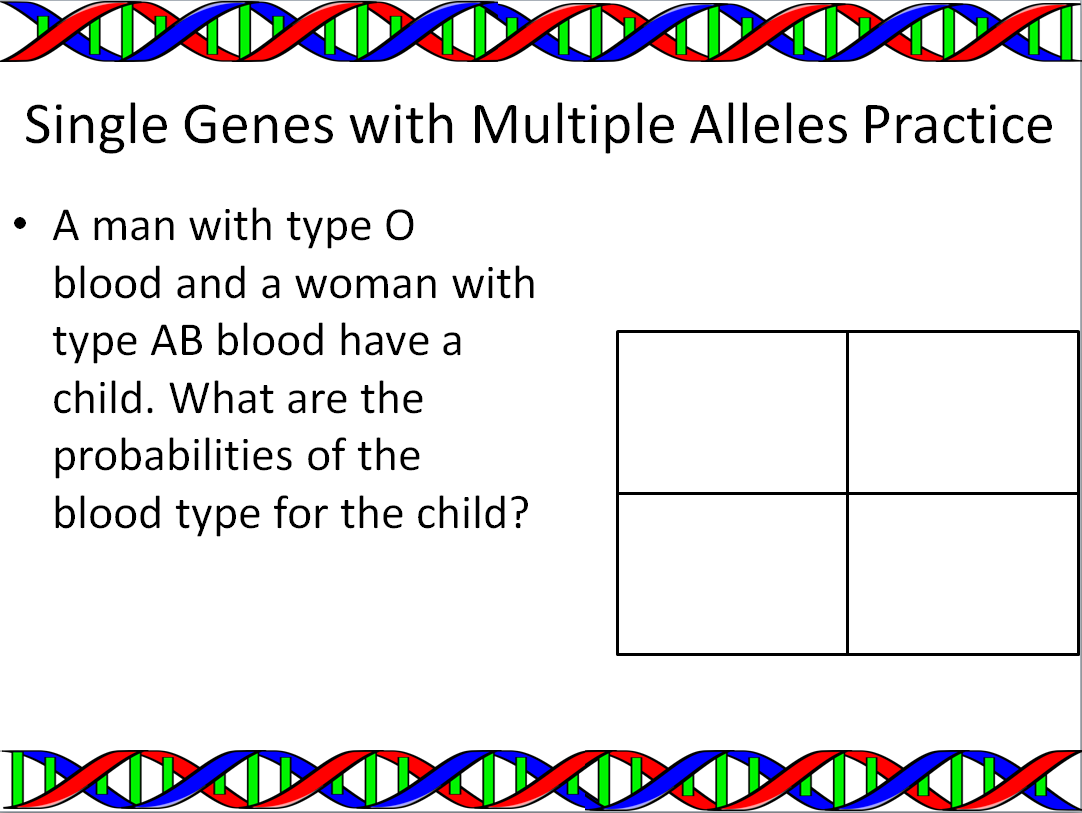 Single Genes with Multiple Alleles Practice
• A man with type O
blood and a woman with
type AB blood have a
child. What are the
probabilities of the
blood type for the child?